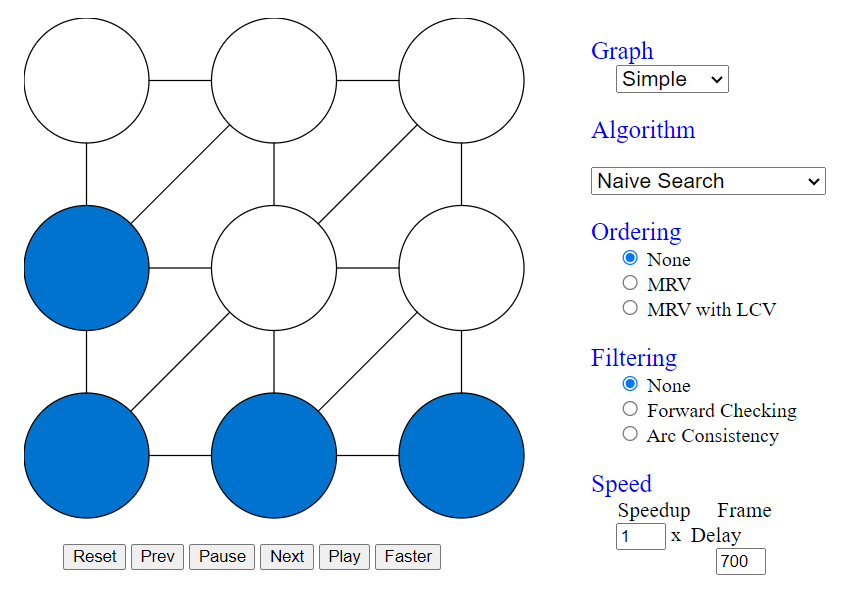 Graph
Simple
Algorithm
Naive Search
Ordering
None
MRV
MRV with LCV
Filtering
None
Forward Checking
Arc Consistency
Speed
Speedup Frame
1 x Delay
700
Reset Prev Pause Next Play Faster